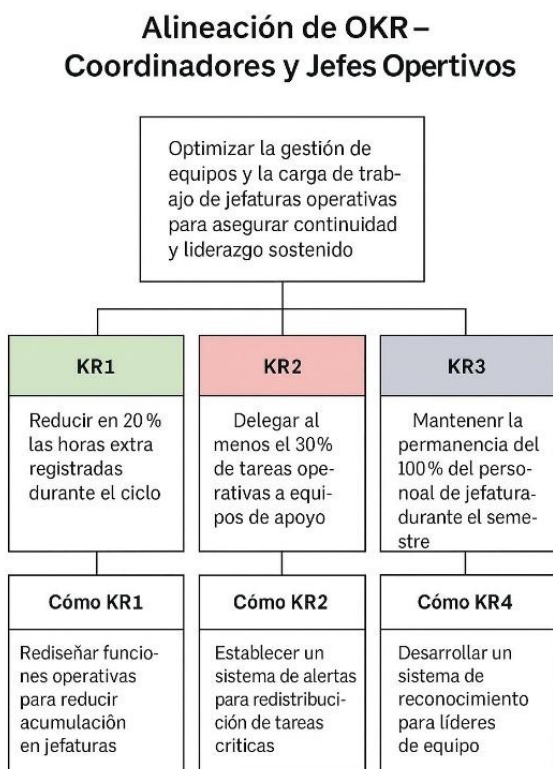 Alineación de OKR –
Coordinadores y Jefes Opertivos
Optimizar la gestión de
equipos y la carga de trab-
ajo de jefaturas operativas
para asegurar continuidad
y liderazgo sostenido
KR1
Reducir en 20 %
las horas extra
registradas
durante el ciclo
KR2
Delegar al
menos el 30%
de tareas ope-
rativas a equi-
pos de apoyo
KR3
Mantenenr la
permanencia del
100% del perso-
noal de jefatura-
durante el seme-
stre
Cómo KR1
Rediseñar funcio-
nes operativas
para reducir
acumulaciôn
en jefaturas
Cómo KR2
Establecer un
sistema de alertas
para redistribuci-
ción de tareas
criticas
Cómo KR4
Desarrollar un
sistema de
reconocimiento
para líderes
de equipo